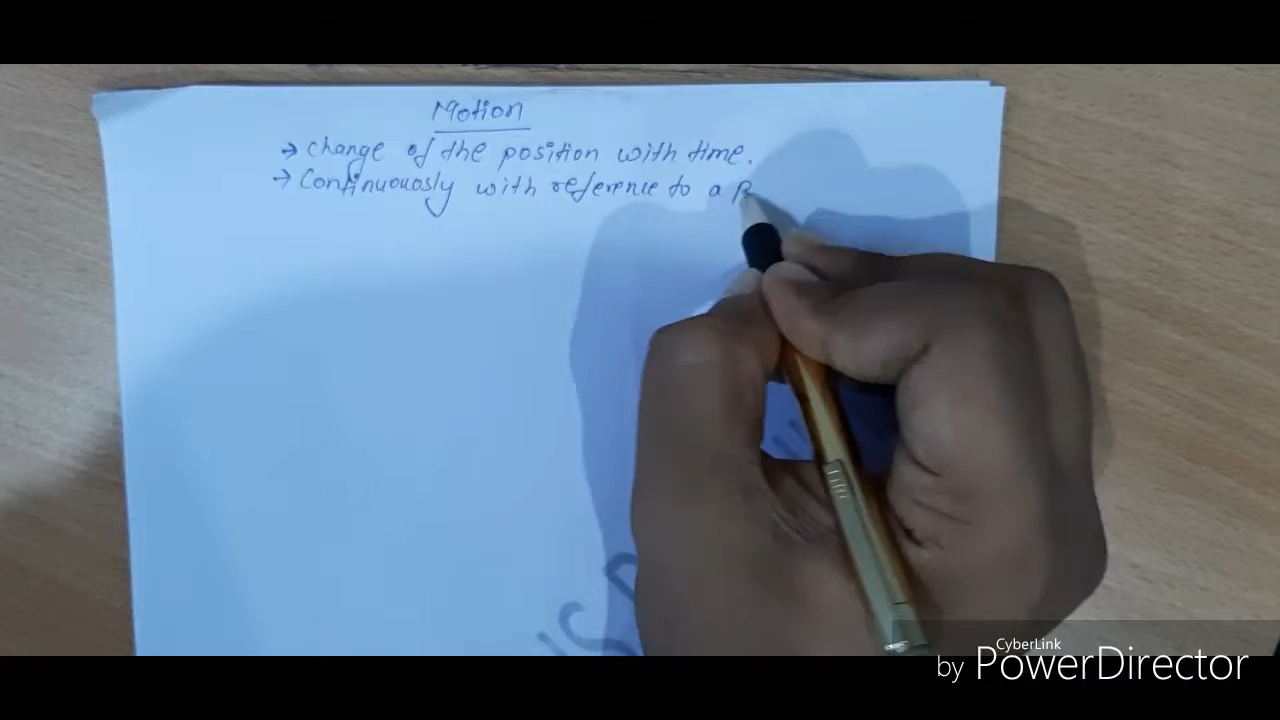 Motion
→ change of the position with time.
→ Continuously with reference to a P
CyberLink
by PowerDirector